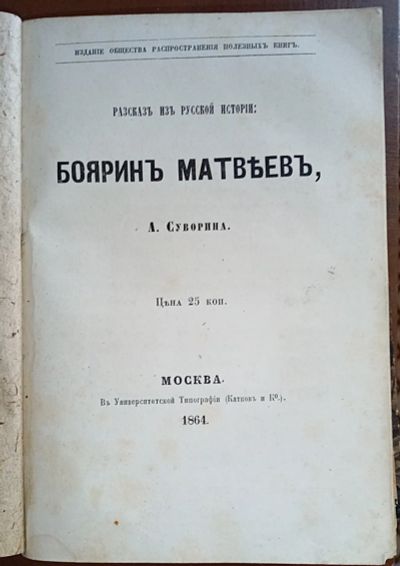 ИЗДАНІЕ ОБЩЕСТВА РАСПРОСТРАНЕНІЯ ПОЛЕЗНЫХЪ КНИГЪ.
РАЗСКАЗЪ ИЗЪ РУССКОЙ ИСТОРІИ:
БОЯРИНЪ МАТВѢЕВЪ,
А. СУВОРИНА.
Цѣна 25 коп.
МОСКВА.
Въ Университетской Типографіи (Катковъ и К⁰.).
1864.